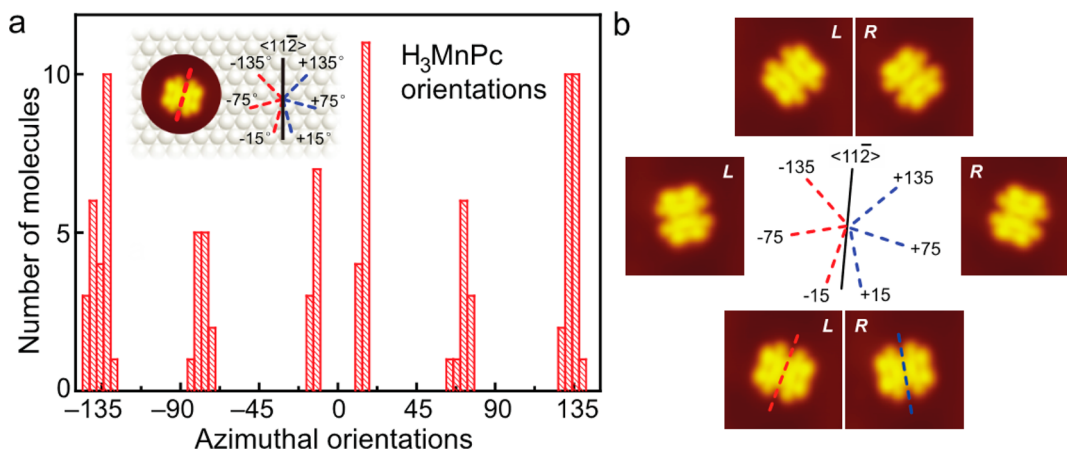 a
H₃MnPc
orientations
<112̄>
-135°
+135°
-75°
+75°
-15°
+15°
Number of molecules
10
5
0
–135
–90
–45
0
45
90
135
Azimuthal orientations
b
L
R
L
R
<112̄>
-135
+135
-75
+75
-15
+15
L
R